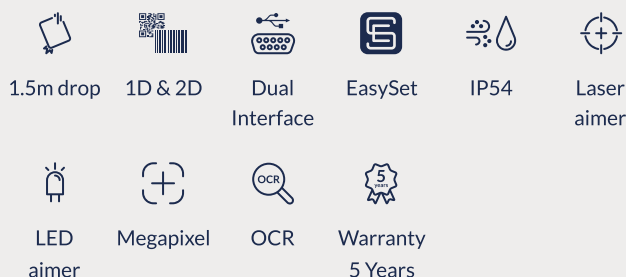 1.5m drop
1D & 2D
Dual
Interface
EasySet
IP54
Laser
aimer
LED
aimer
Megapixel
OCR
OCR
5
years
Warranty
5 Years